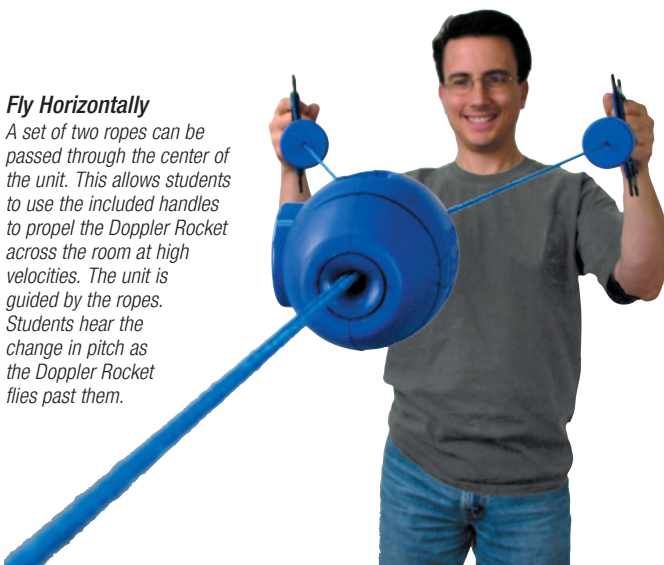 Fly Horizontally
A set of two ropes can be
passed through the center of
the unit. This allows students
to use the included handles
to propel the Doppler Rocket
across the room at high
velocities. The unit is
guided by the ropes.
Students hear the
change in pitch as
the Doppler Rocket
flies past them.